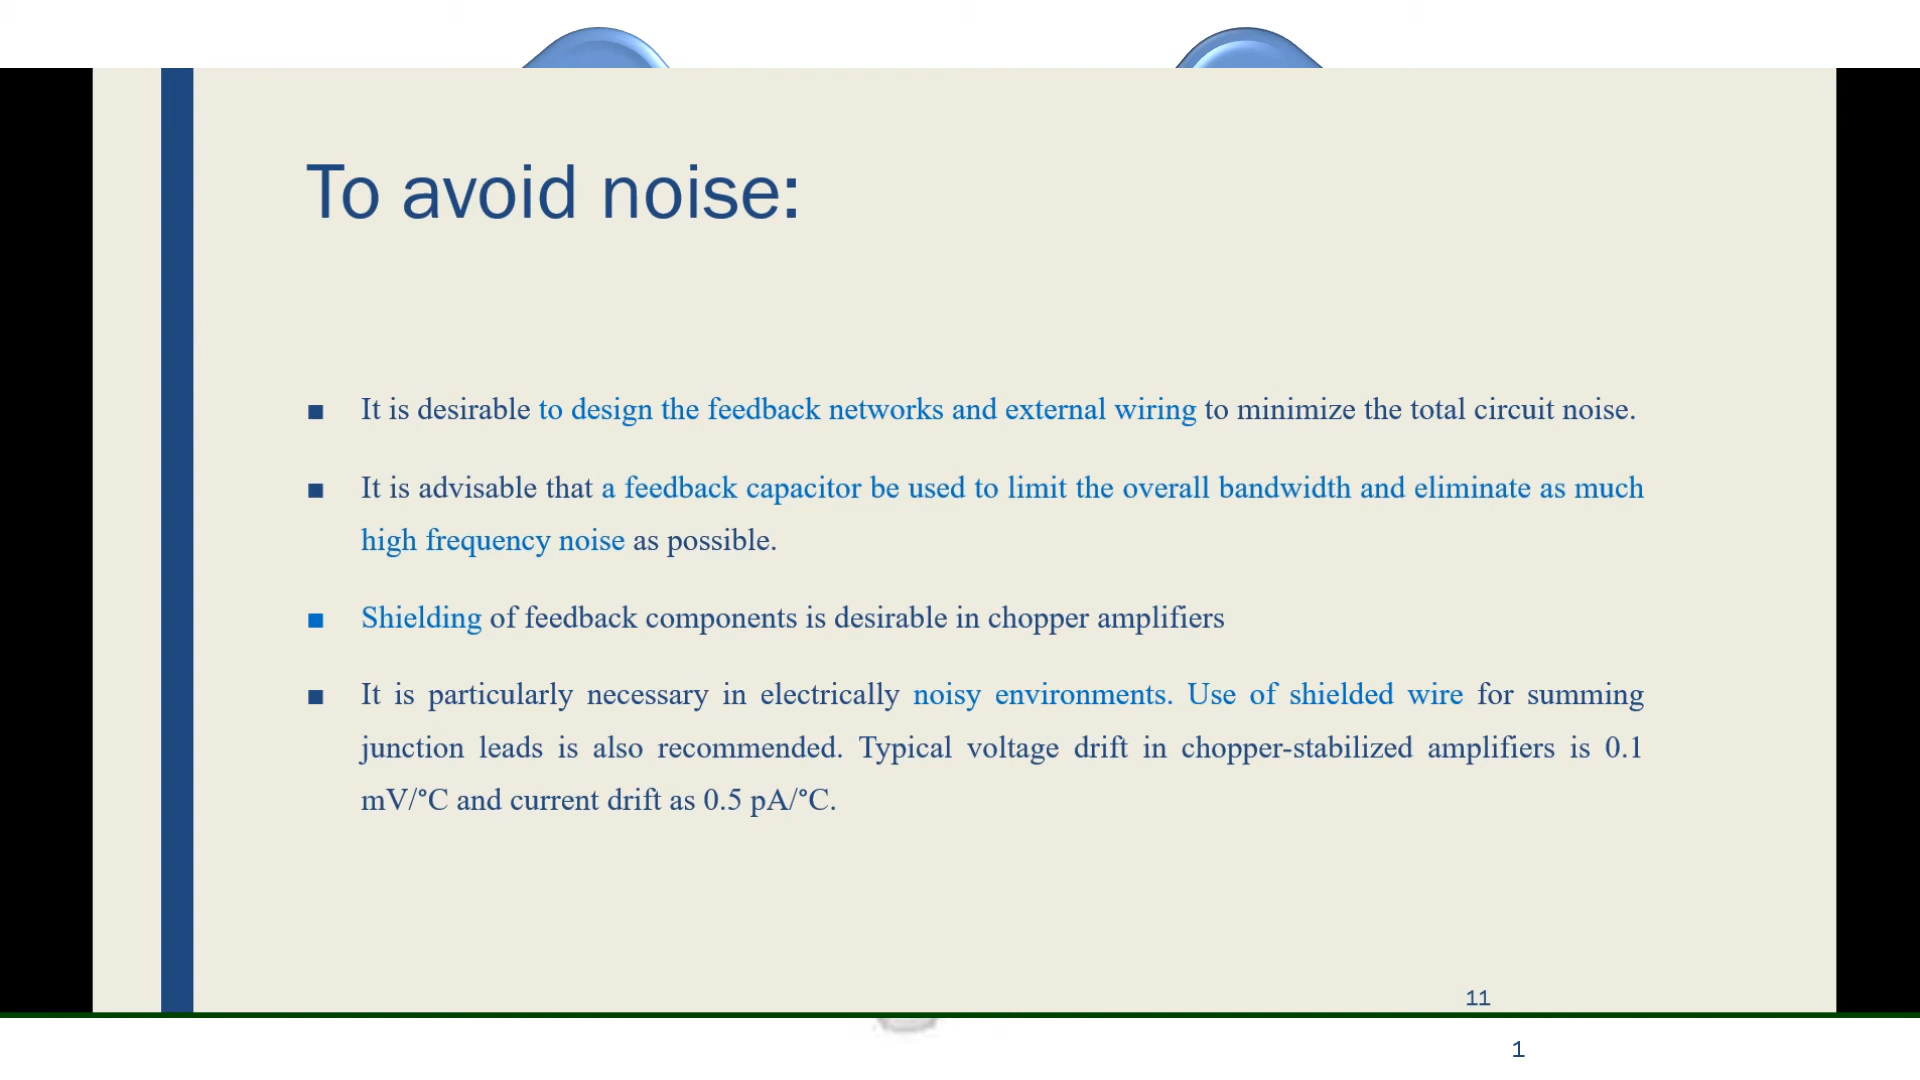 To avoid noise:
■ It is desirable to design the feedback networks and external wiring to minimize the total circuit noise.
■ It is advisable that a feedback capacitor be used to limit the overall bandwidth and eliminate as much
high frequency noise as possible.
■ Shielding of feedback components is desirable in chopper amplifiers
■ It is particularly necessary in electrically noisy environments. Use of shielded wire for summing
junction leads is also recommended. Typical voltage drift in chopper-stabilized amplifiers is 0.1
mV/°C and current drift as 0.5 pA/°C.
11
1